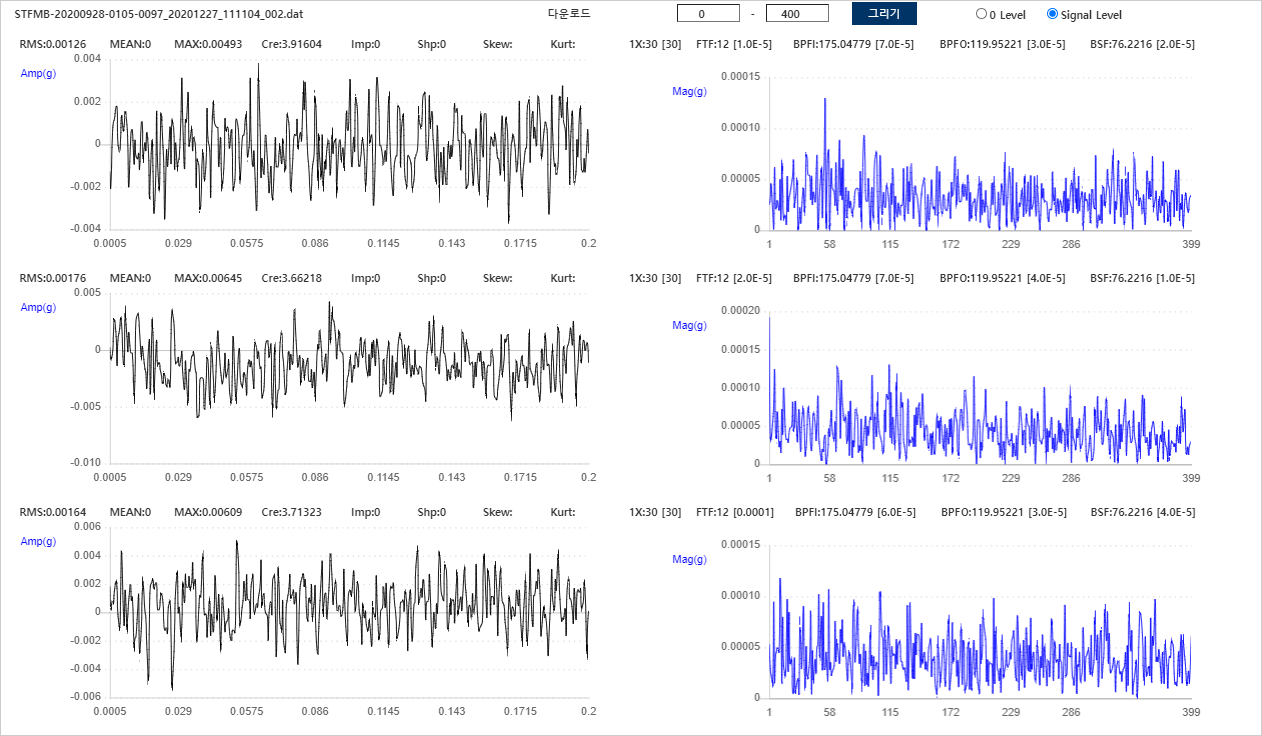 STFMB-20200928-0105-0097_20201227_111104_002.dat 다운로드 0 - 400 그리기 0 Level Signal Level
RMS:0.00126 MEAN:0 MAX:0.00493 Cre:3.91604 Imp:0 Shp:0 Skew: Kurt: 1X:30 [30] FTF:12 [1.0E-5] BPFI:175.04779 [7.0E-5] BPFO:119.95221 [3.0E-5] BSF:76.2216 [2.0E-5]
Amp(g)
0.004
0.002
0
-0.002
-0.004
0.0005 0.029 0.0575 0.086 0.1145 0.143 0.1715 0.2
Mag(g)
0.00015
0.00010
0.00005
0
1 58 115 172 229 286 399
RMS:0.00176 MEAN:0 MAX:0.00645 Cre:3.66218 Imp:0 Shp:0 Skew: Kurt: 1X:30 [30] FTF:12 [2.0E-5] BPFI:175.04779 [7.0E-5] BPFO:119.95221 [4.0E-5] BSF:76.2216 [1.0E-5]
Amp(g)
0.005
0
-0.005
-0.010
0.0005 0.029 0.0575 0.086 0.1145 0.143 0.1715 0.2
Mag(g)
0.00020
0.00015
0.00010
0.00005
0
1 58 115 172 229 286 399
RMS:0.00164 MEAN:0 MAX:0.00609 Cre:3.71323 Imp:0 Shp:0 Skew: Kurt: 1X:30 [30] FTF:12 [0.0001] BPFI:175.04779 [6.0E-5] BPFO:119.95221 [3.0E-5] BSF:76.2216 [4.0E-5]
Amp(g)
0.006
0.004
0.002
0
-0.002
-0.004
-0.006
0.0005 0.029 0.0575 0.086 0.1145 0.143 0.1715 0.2
Mag(g)
0.00015
0.00010
0.00005
0
1 58 115 172 229 286 399